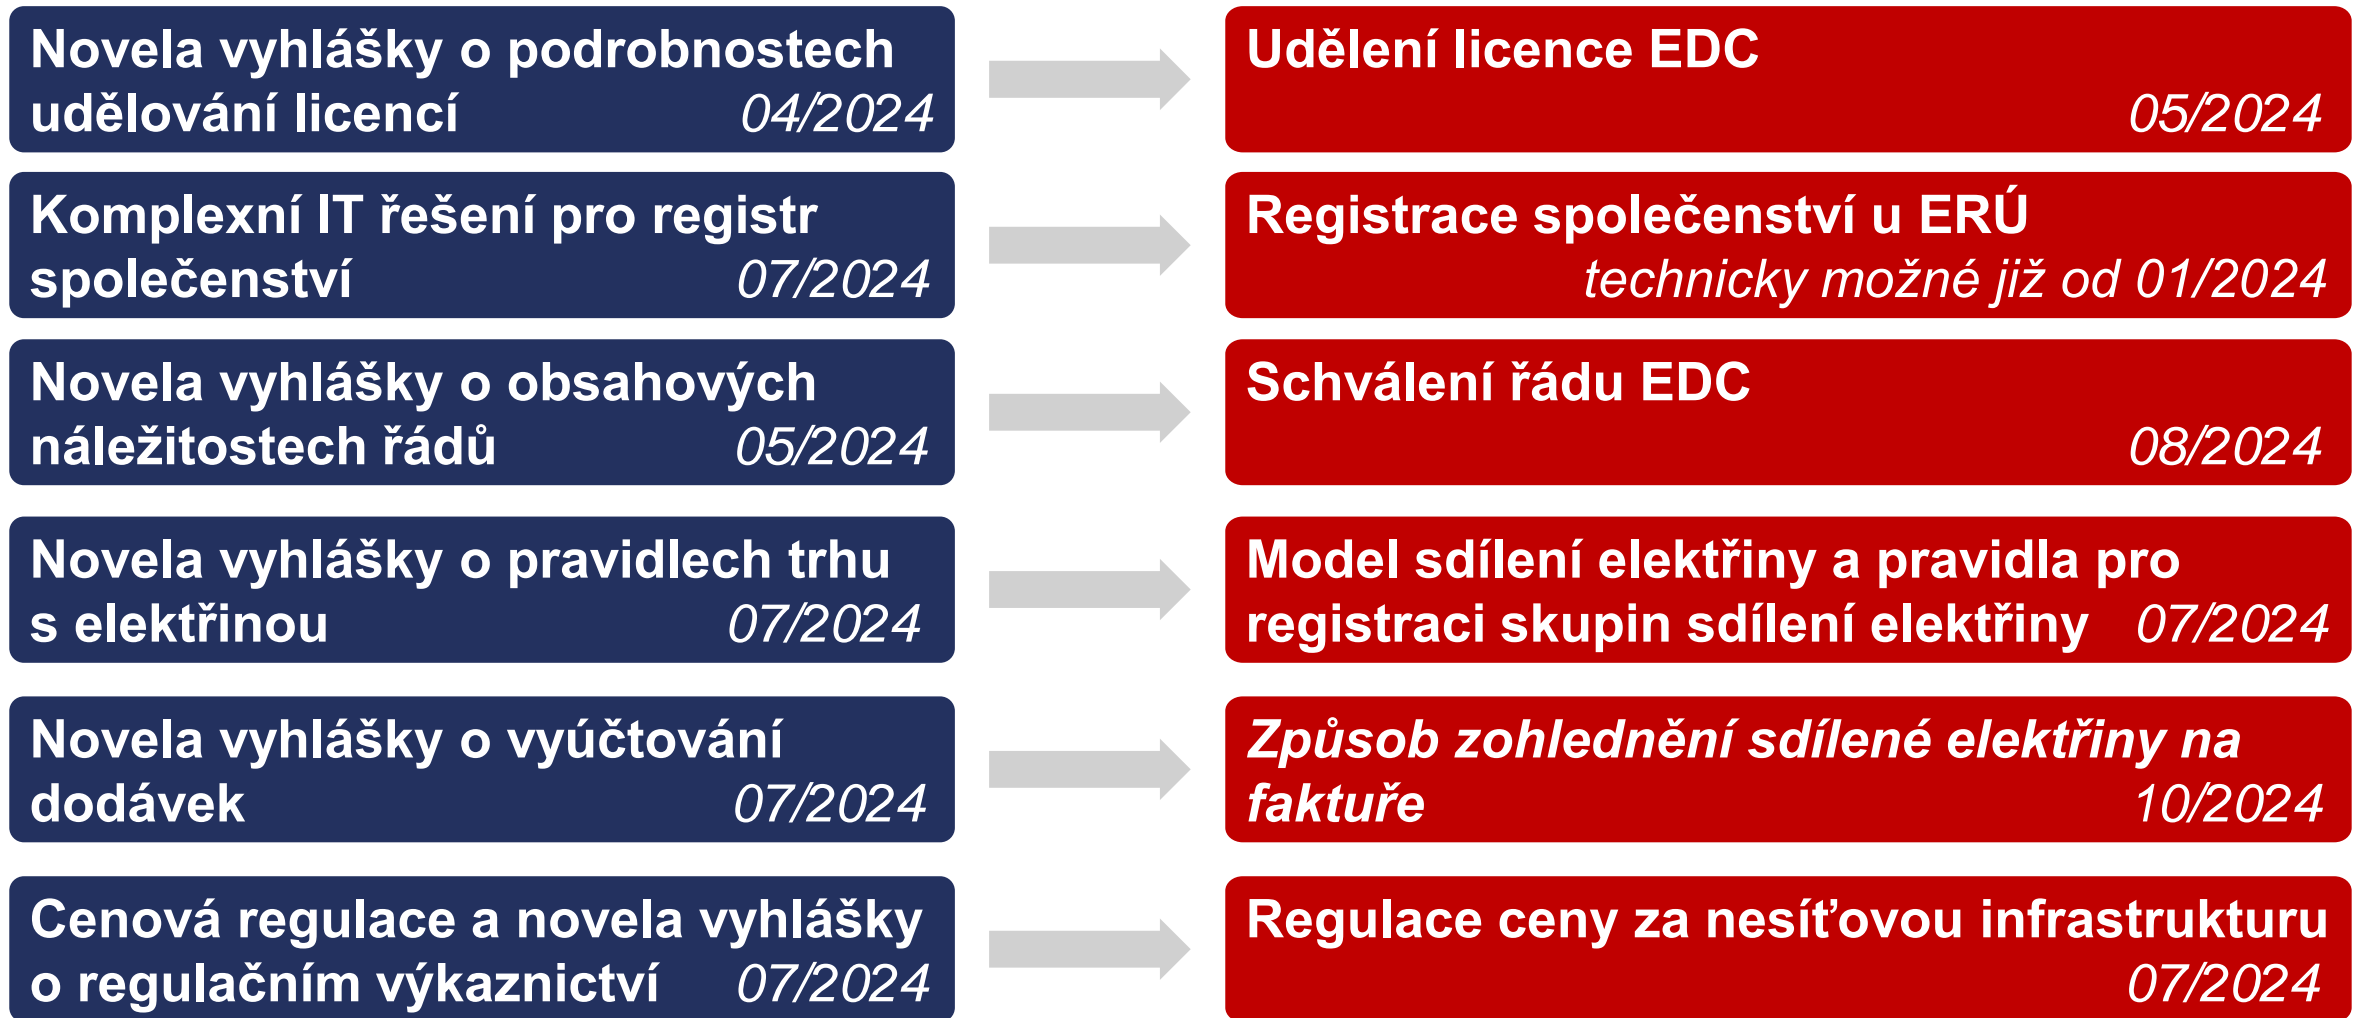 Novela vyhlášky o podrobnostech
udělování licencí 04/2024
Udělení licence EDC
05/2024
Komplexní IT řešení pro registr
společenství 07/2024
Registrace společenství u ERÚ
technicky možné již od 01/2024
Novela vyhlášky o obsahových
náležitostech řádů 05/2024
Schválení řádu EDC
08/2024
Novela vyhlášky o pravidlech trhu
s elektřinou 07/2024
Model sdílení elektřiny a pravidla pro
registraci skupin sdílení elektřiny 07/2024
Novela vyhlášky o vyúčtování
dodávek 07/2024
Způsob zohlednění sdílené elektřiny na
faktuře 10/2024
Cenová regulace a novela vyhlášky
o regulačním výkaznictví 07/2024
Regulace ceny za nesíťovou infrastrukturu
07/2024